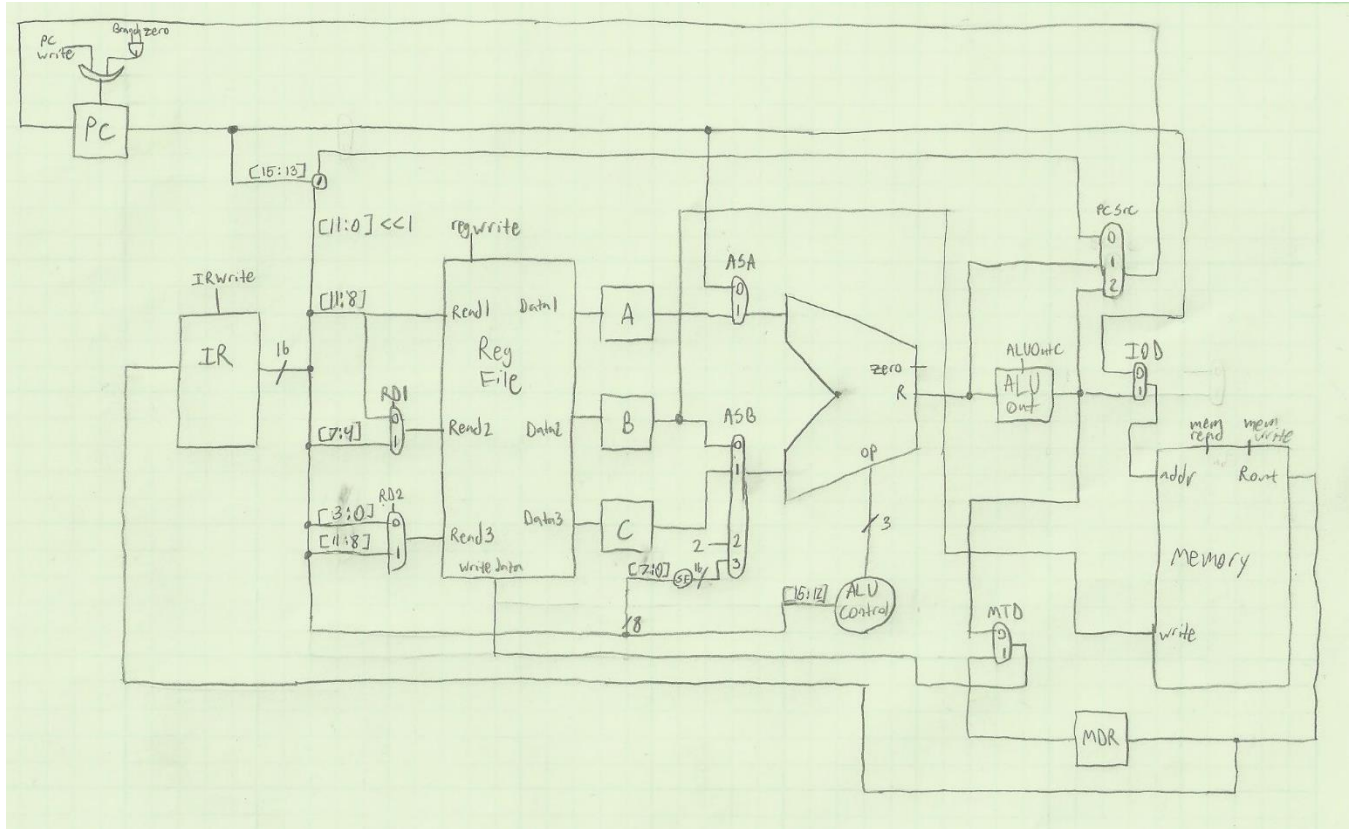 PC write
Branch zero
PC
[15:13]
[11:0] <<1
PCSrc
0
1
2
regwrite
IRWrite
IR
16
[11:8]
Read1
Data1
A
ASA
0
1
Reg File
RD1
0
1
[7:4]
Read2
Data2
B
ASB
0
1
2
2
3
zero
R
OP
3
ALUOutC
ALU Out
IOD
0
1
mem read
mem write
addr
Rout
Memory
write
RD2
[3:0]
0
[11:8]
1
Read3
Data3
C
write data
[7:0]
SE
16
8
[15:12]
ALU Control
MTD
0
1
MDR